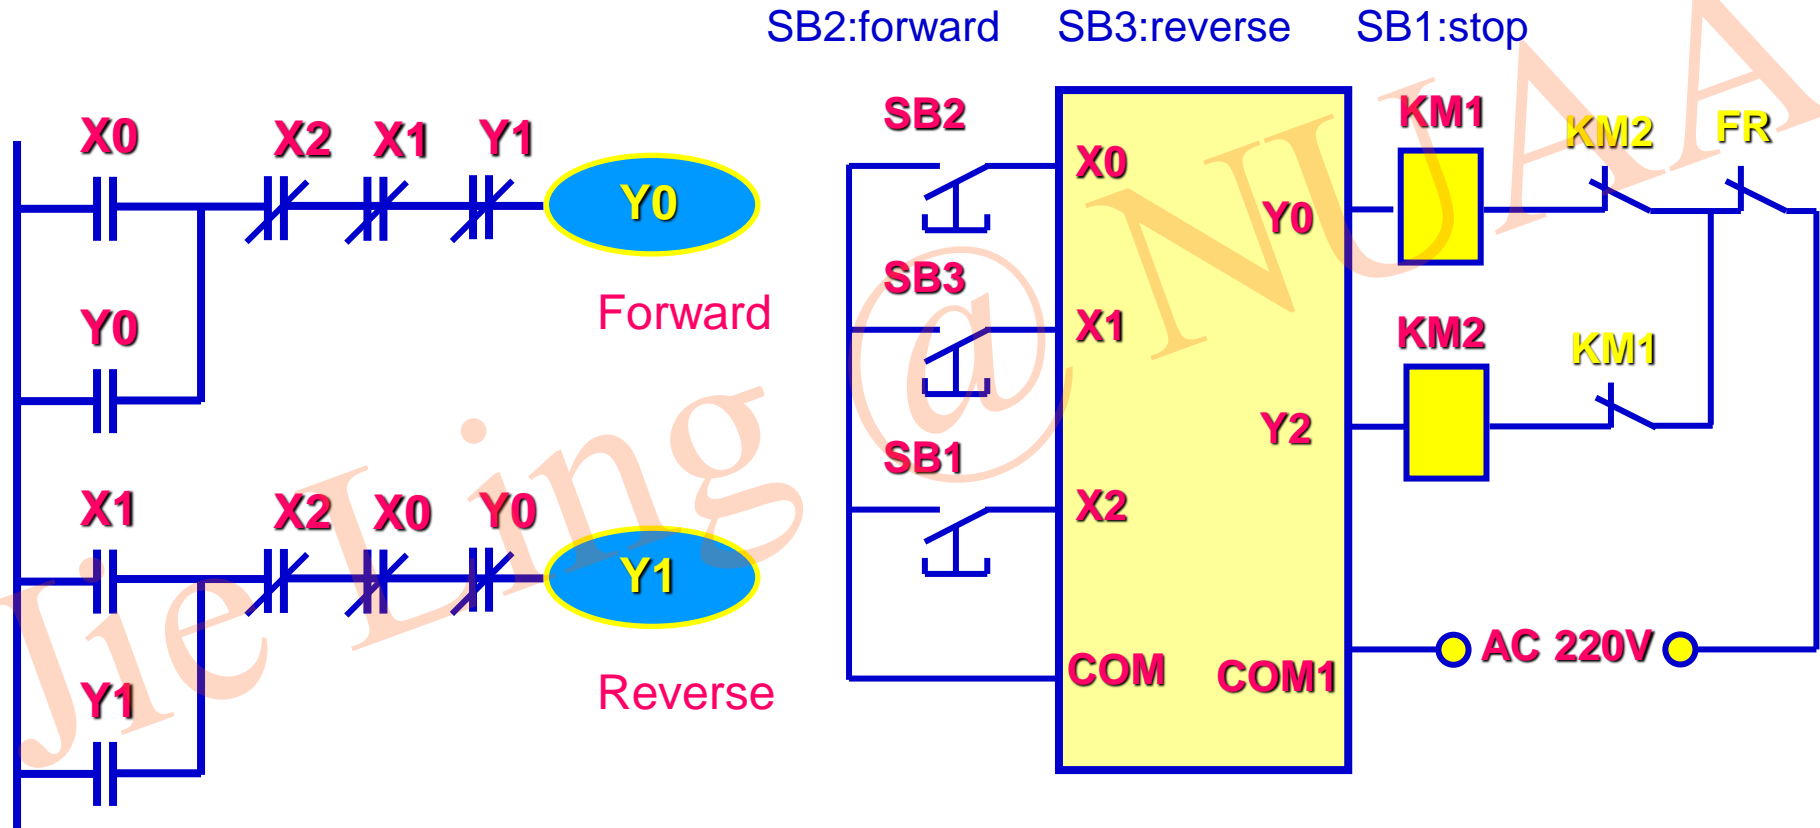 SB2:forward SB3:reverse SB1:stop
X0 X2 X1 Y1 Y0
Forward
Y0
X1 X2 X0 Y0 Y1
Reverse
Y1
SB2
X0
SB3
X1
SB1
X2
COM
Y0
Y2
COM1
KM1 KM2 FR
KM2 KM1
AC 220V
Jie Ling @ NUAA